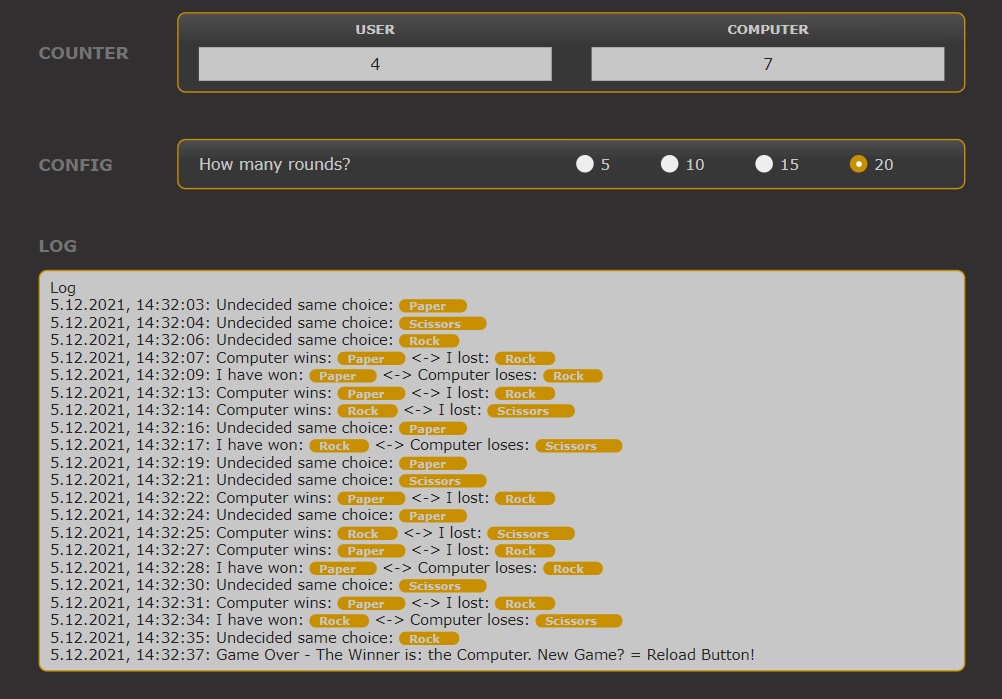 USER COMPUTER
COUNTER 4 7
CONFIG How many rounds? 5 10 15 20
LOG
Log
5.12.2021, 14:32:03: Undecided same choice: Paper
5.12.2021, 14:32:04: Undecided same choice: Scissors
5.12.2021, 14:32:06: Undecided same choice: Rock
5.12.2021, 14:32:07: Computer wins: Paper <-> I lost: Rock
5.12.2021, 14:32:09: I have won: Paper <-> Computer loses: Rock
5.12.2021, 14:32:13: Computer wins: Paper <-> I lost: Rock
5.12.2021, 14:32:14: Computer wins: Rock <-> I lost: Scissors
5.12.2021, 14:32:16: Undecided same choice: Paper
5.12.2021, 14:32:17: I have won: Rock <-> Computer loses: Scissors
5.12.2021, 14:32:19: Undecided same choice: Paper
5.12.2021, 14:32:21: Undecided same choice: Scissors
5.12.2021, 14:32:22: Computer wins: Paper <-> I lost: Rock
5.12.2021, 14:32:24: Undecided same choice: Paper
5.12.2021, 14:32:25: Computer wins: Rock <-> I lost: Scissors
5.12.2021, 14:32:27: Computer wins: Paper <-> I lost: Rock
5.12.2021, 14:32:28: I have won: Paper <-> Computer loses: Rock
5.12.2021, 14:32:30: Undecided same choice: Scissors
5.12.2021, 14:32:31: Computer wins: Paper <-> I lost: Rock
5.12.2021, 14:32:34: I have won: Rock <-> Computer loses: Scissors
5.12.2021, 14:32:35: Undecided same choice: Rock
5.12.2021, 14:32:37: Game Over - The Winner is: the Computer. New Game? = Reload Button!